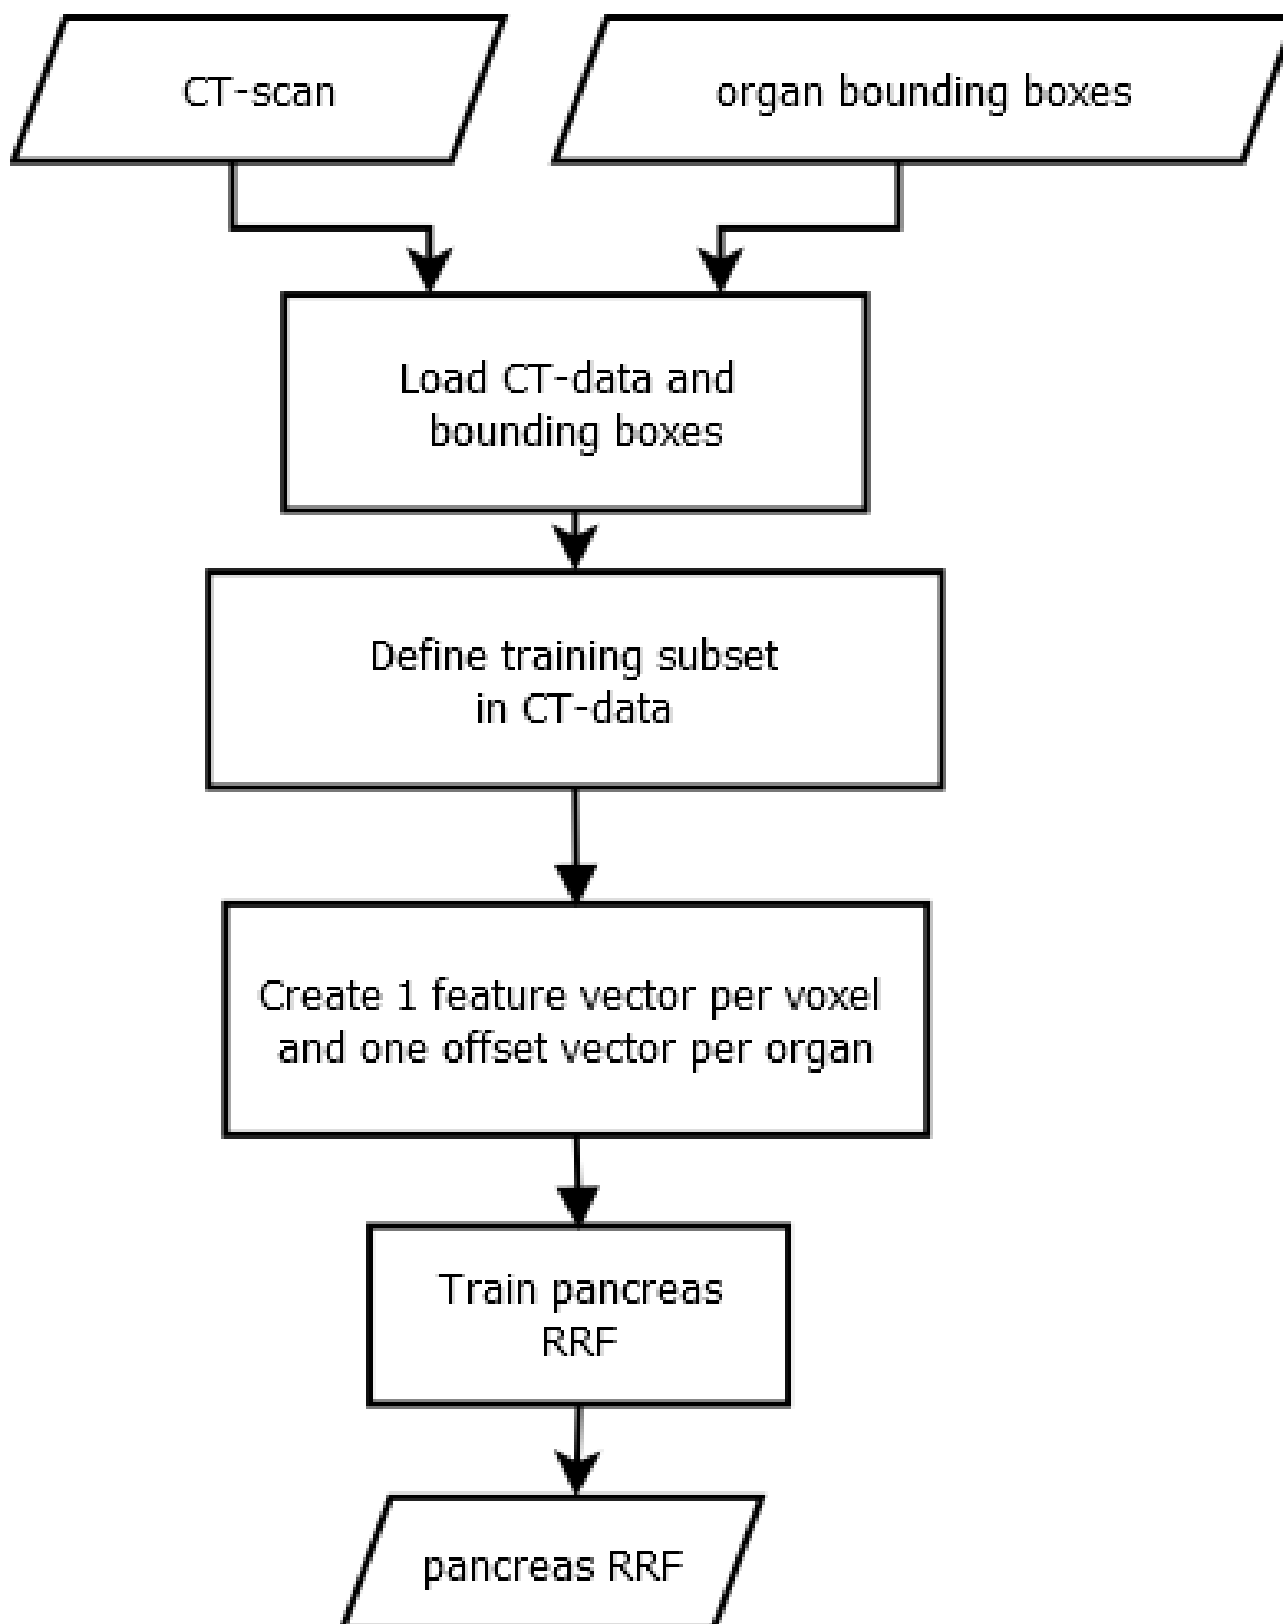 CT-scan
organ bounding boxes
Load CT-data and
bounding boxes
Define training subset
in CT-data
Create 1 feature vector per voxel
and one offset vector per organ
Train pancreas
RRF
pancreas RRF